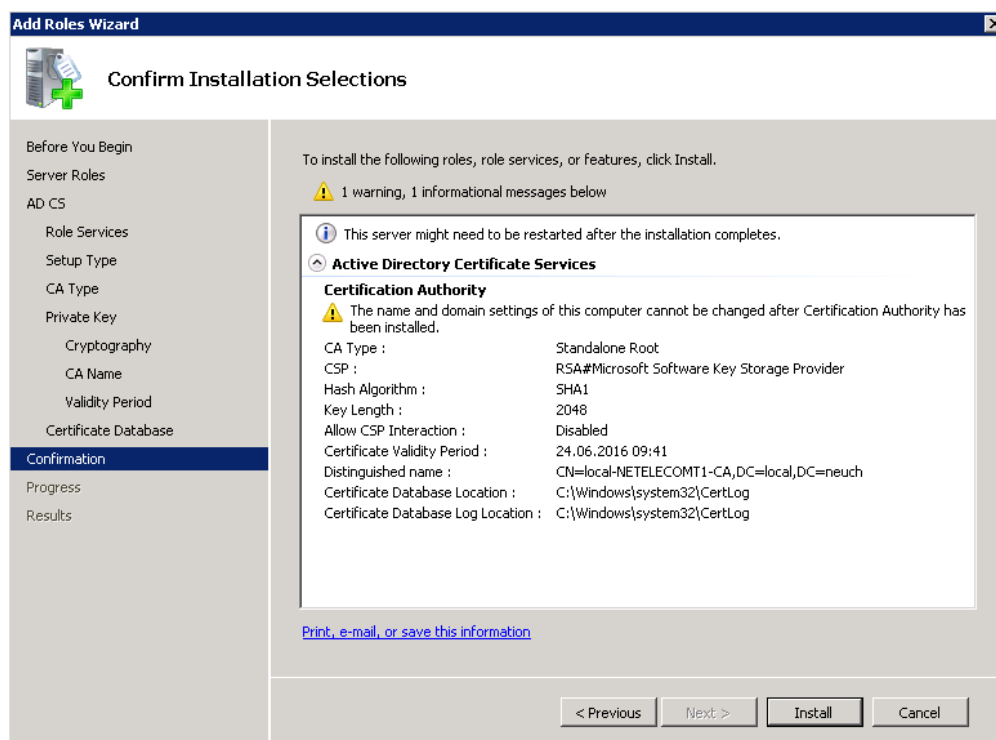 Add Roles Wizard
Confirm Installation Selections
Before You Begin
Server Roles
AD CS
Role Services
Setup Type
CA Type
Private Key
Cryptography
CA Name
Validity Period
Certificate Database
Confirmation
Progress
Results
To install the following roles, role services, or features, click Install.
1 warning, 1 informational messages below
This server might need to be restarted after the installation completes.
Active Directory Certificate Services
Certification Authority
The name and domain settings of this computer cannot be changed after Certification Authority has
been installed.
CA Type : Standalone Root
CSP : RSA#Microsoft Software Key Storage Provider
Hash Algorithm : SHA1
Key Length : 2048
Allow CSP Interaction : Disabled
Certificate Validity Period : 24.06.2016 09:41
Distinguished name : CN=local-NETELECOMT1-CA,DC=local,DC=neuch
Certificate Database Location : C:\Windows\system32\CertLog
Certificate Database Log Location : C:\Windows\system32\CertLog
Print, e-mail, or save this information
< Previous
Next >
Install
Cancel